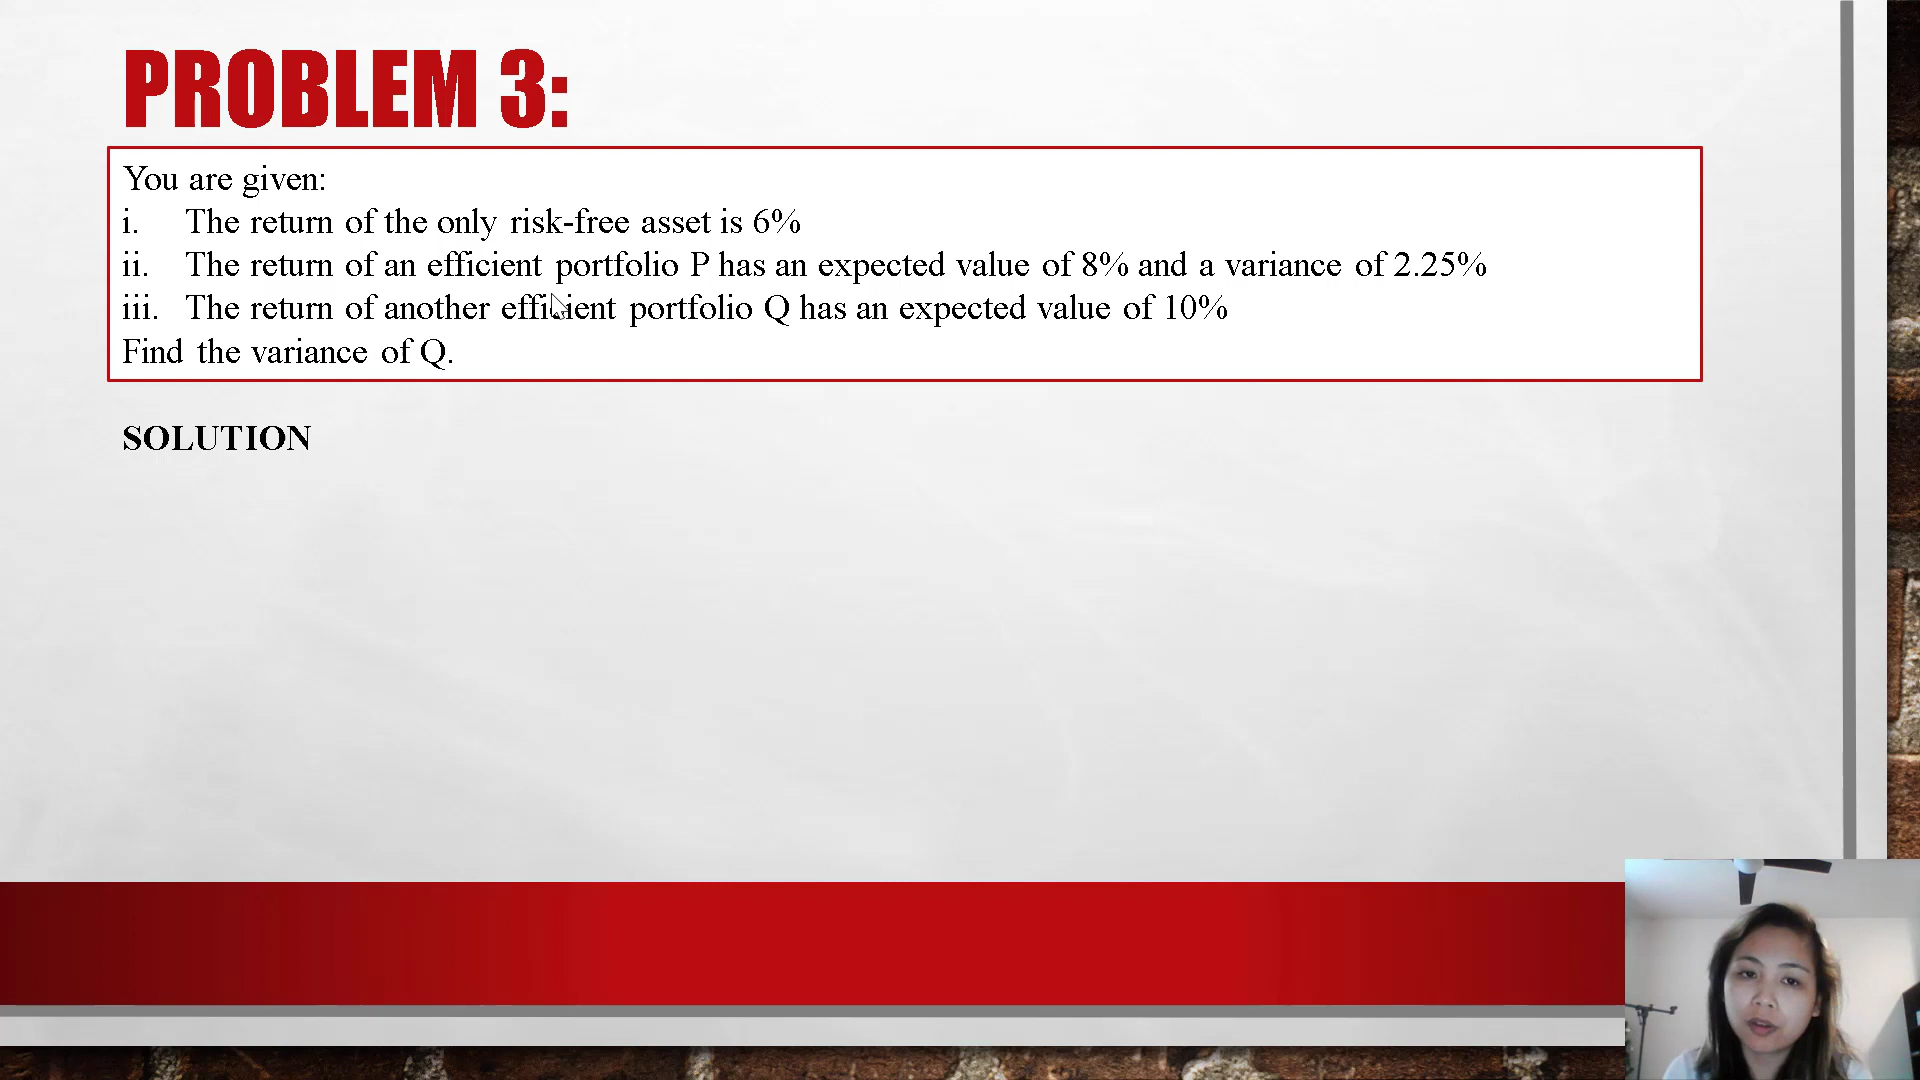 PROBLEM 3:
You are given:
i. The return of the only risk-free asset is 6%
ii. The return of an efficient portfolio P has an expected value of 8% and a variance of 2.25%
iii. The return of another efficient portfolio Q has an expected value of 10%
Find the variance of Q.
SOLUTION